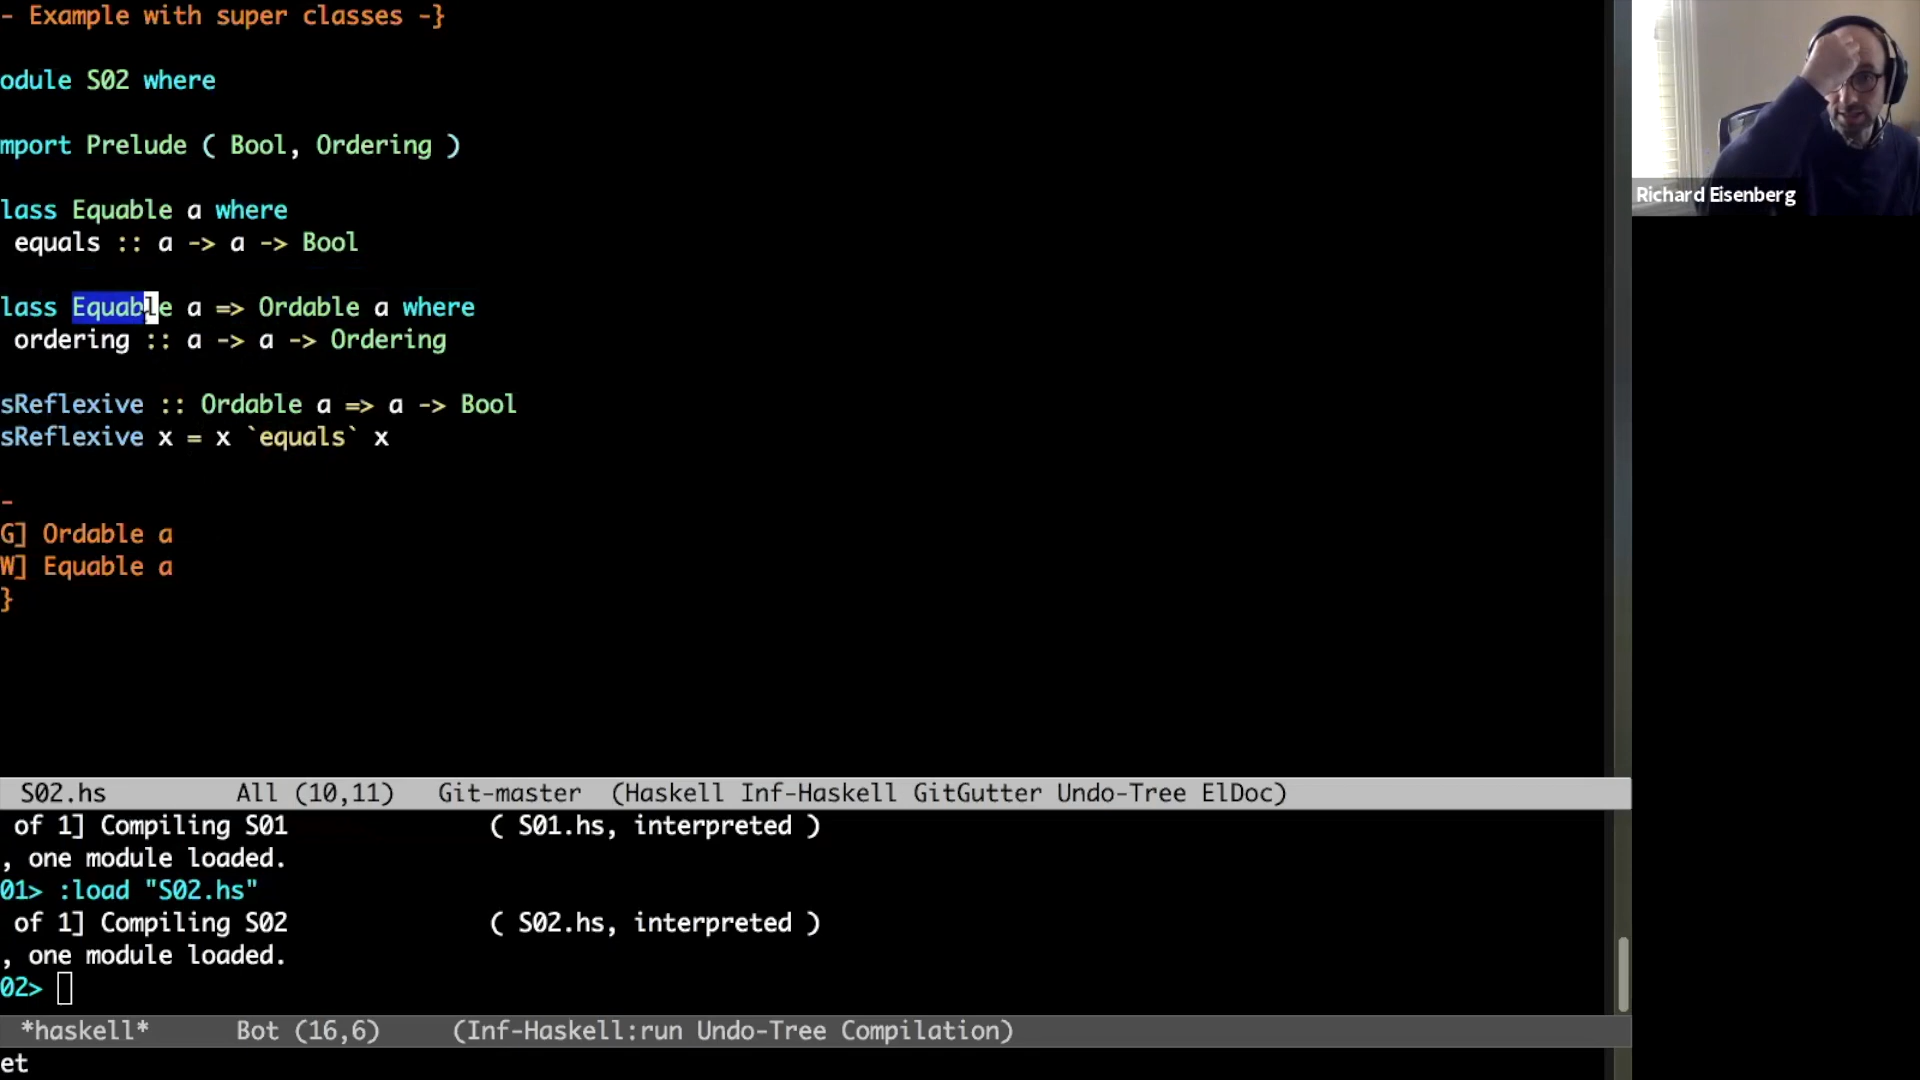 - Example with super classes -}
odule S02 where
mport Prelude ( Bool, Ordering )
lass Equable a where
equals :: a -> a -> Bool
lass Equable a => Ordable a where
ordering :: a -> a -> Ordering
sReflexive :: Ordable a => a -> Bool
sReflexive x = x `equals` x
-
G] Ordable a
W] Equable a
}
S02.hs All (10,11) Git-master (Haskell Inf-Haskell GitGutter Undo-Tree ElDoc)
of 1] Compiling S01 ( S01.hs, interpreted )
, one module loaded.
01> :load "S02.hs"
of 1] Compiling S02 ( S02.hs, interpreted )
, one module loaded.
02>
*haskell* Bot (16,6) (Inf-Haskell:run Undo-Tree Compilation)
et
Richard Eisenberg